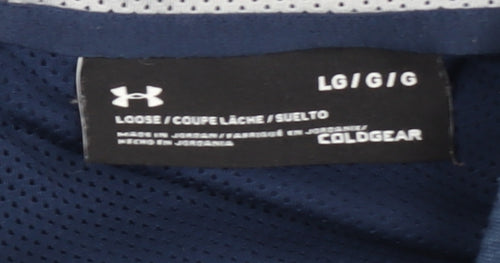 LG / G / G
LOOSE / COUPE LÂCHE / SUELTO
MADE IN JORDAN / FABRIQUÉ EN JORDANIE /
HECHO EN JORDANIA
COLDGEAR